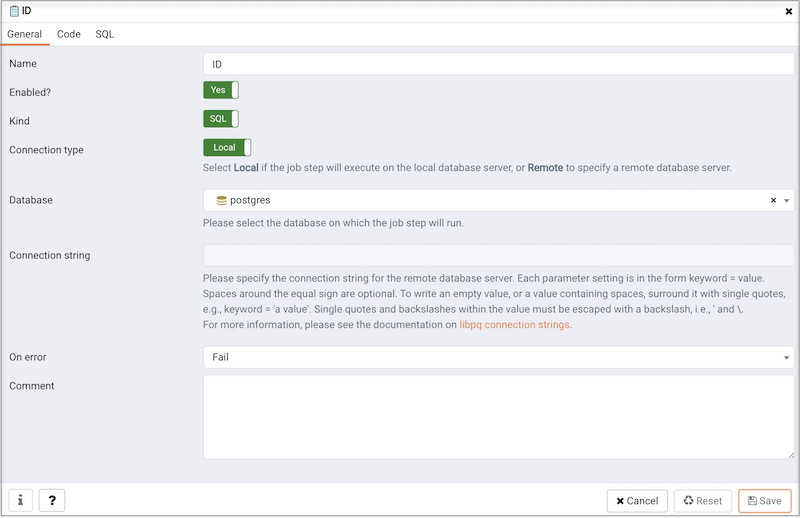 ID
General Code SQL
Name ID
Enabled? Yes
Kind SQL
Connection type Local
Select Local if the job step will execute on the local database server, or Remote to specify a remote database server.
Database postgres
Please select the database on which the job step will run.
Connection string
Please specify the connection string for the remote database server. Each parameter setting is in the form keyword = value.
Spaces around the equal sign are optional. To write an empty value, or a value containing spaces, surround it with single quotes,
e.g., keyword = 'a value'. Single quotes and backslashes within the value must be escaped with a backslash, i.e., ' and \.
For more information, please see the documentation on libpq connection strings.
On error Fail
Comment
i ? Cancel Reset Save